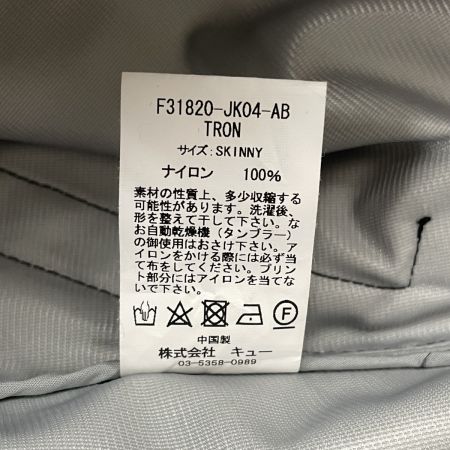 F31820-JK04-AB
TRON
サイズ:SKINNY
ナイロン 100%
素材の性質上、多少収縮する
可能性があります。洗濯後、
形を整えて干して下さい。な
お自動乾燥機(タンブラー)
の御使用はおさけ下さい。ア
イロンをかける際には必ず当
て布をしてください。プリン
ト部分にはアイロンを当てな
いで下さい。
F
中国製
株式会社 キュー
03-5358-0989